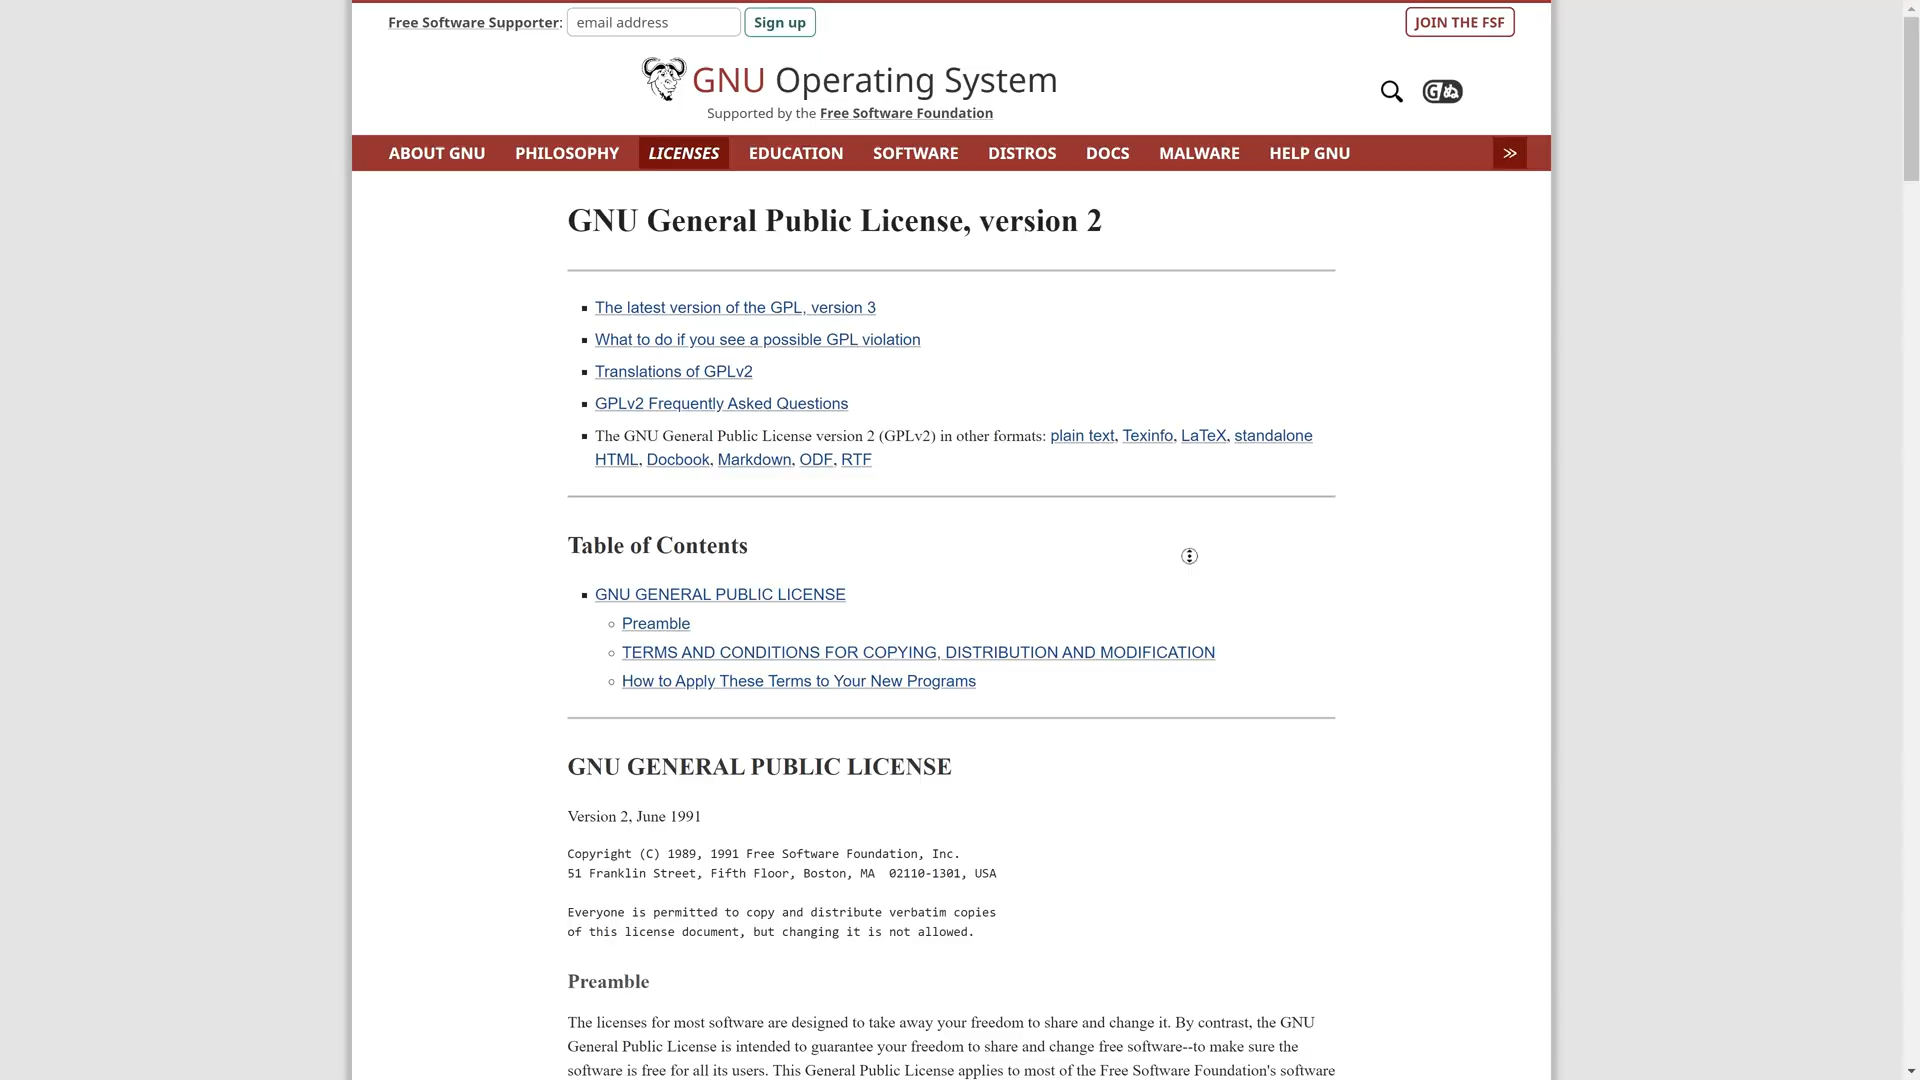 Free Software Supporter: email address Sign up JOIN THE FSF
GNU Operating System
Supported by the Free Software Foundation
ABOUT GNU PHILOSOPHY LICENSES EDUCATION SOFTWARE DISTROS DOCS MALWARE HELP GNU »
GNU General Public License, version 2
The latest version of the GPL, version 3
What to do if you see a possible GPL violation
Translations of GPLv2
GPLv2 Frequently Asked Questions
The GNU General Public License version 2 (GPLv2) in other formats: plain text, Texinfo, LaTeX, standalone
HTML, Docbook, Markdown, ODF, RTF
Table of Contents
GNU GENERAL PUBLIC LICENSE
Preamble
TERMS AND CONDITIONS FOR COPYING, DISTRIBUTION AND MODIFICATION
How to Apply These Terms to Your New Programs
GNU GENERAL PUBLIC LICENSE
Version 2, June 1991
Copyright (C) 1989, 1991 Free Software Foundation, Inc.
51 Franklin Street, Fifth Floor, Boston, MA  02110-1301, USA
Everyone is permitted to copy and distribute verbatim copies
of this license document, but changing it is not allowed.
Preamble
The licenses for most software are designed to take away your freedom to share and change it. By contrast, the GNU
General Public License is intended to guarantee your freedom to share and change free software--to make sure the
software is free for all its users. This General Public License applies to most of the Free Software Foundation's software